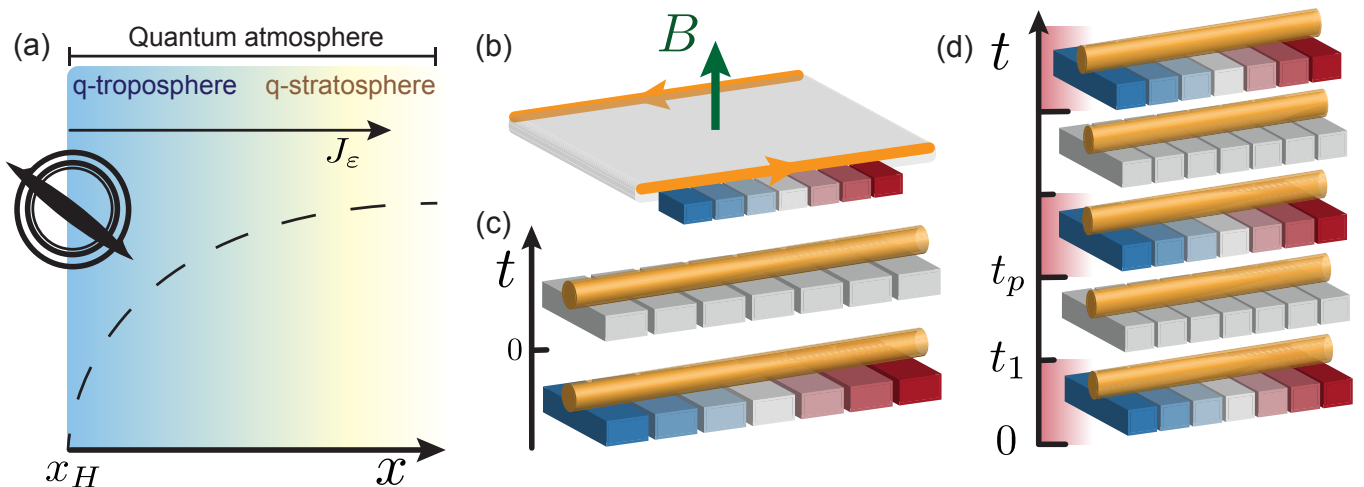 (a)
Quantum atmosphere
q-troposphere q-stratosphere
J_ε
x_H
x
(b)
B
(c)
t
0
(d)
t
t_p
t_1
0